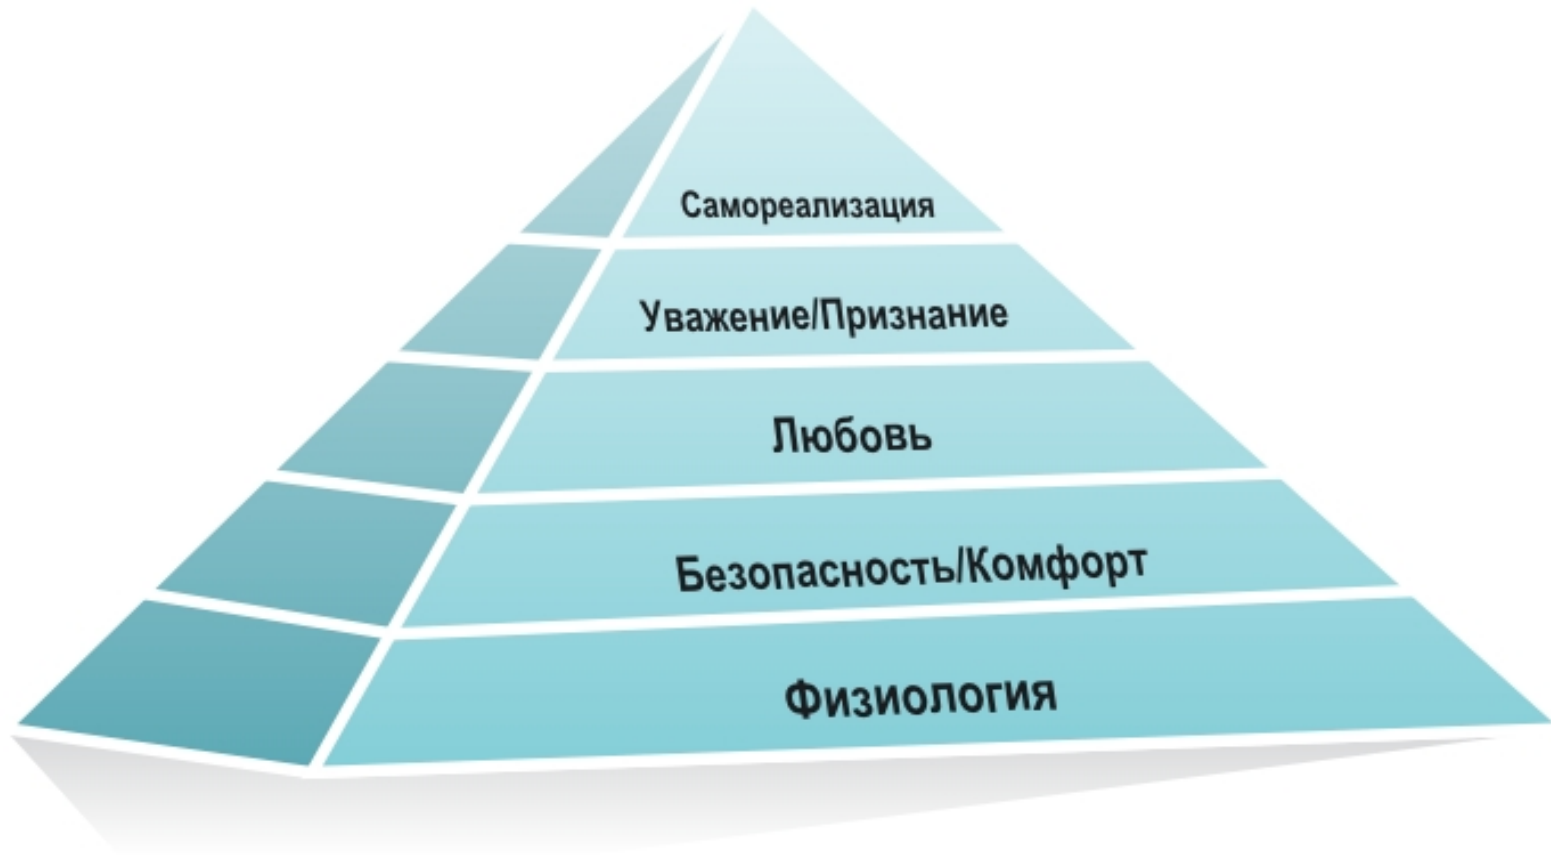 Самореализация
Уважение/Признание
Любовь
Безопасность/Комфорт
Физиология